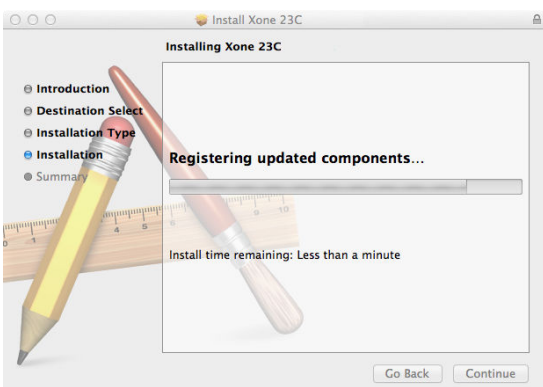 Install Xone 23C
Installing Xone 23C
Introduction
Destination Select
Installation Type
Installation
Summary
Registering updated components...
Install time remaining: Less than a minute
Go Back
Continue